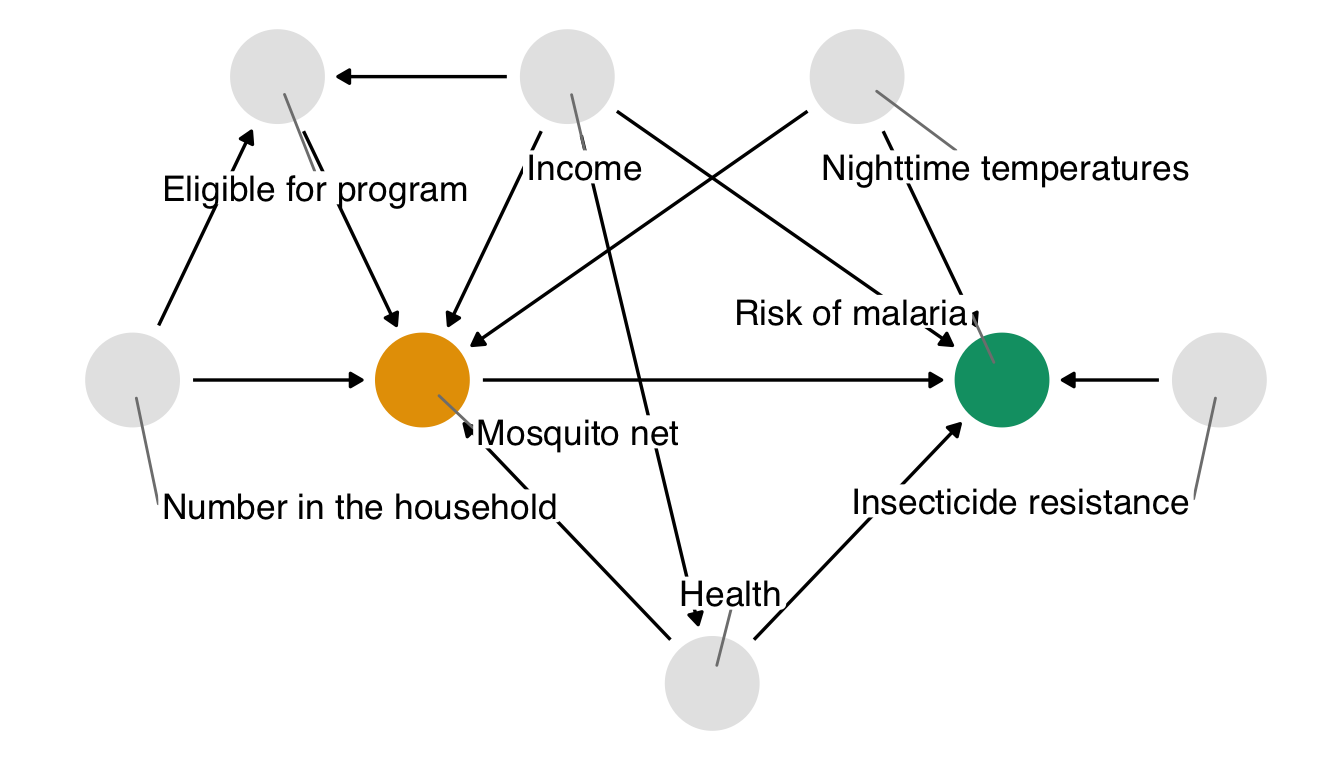 Income
Nighttime temperatures
Eligible for program
Risk of malaria
Mosquito net
Insecticide resistance
Number in the household
Health